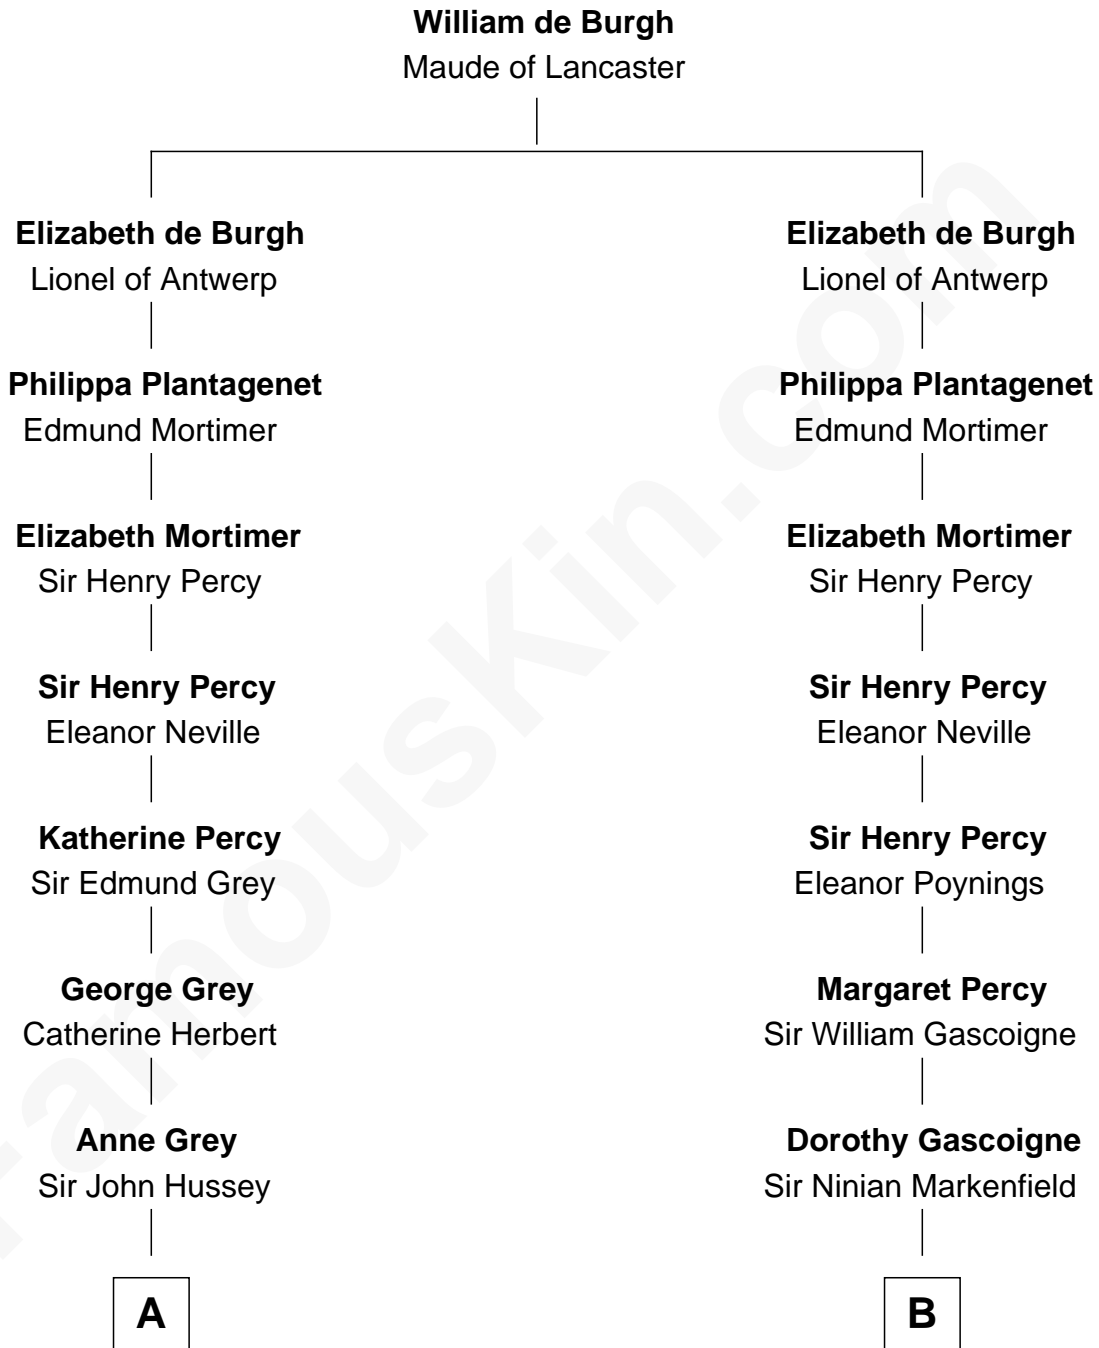 William de Burgh
Maude of Lancaster
Elizabeth de Burgh
Lionel of Antwerp
Philippa Plantagenet
Edmund Mortimer
Elizabeth Mortimer
Sir Henry Percy
Sir Henry Percy
Eleanor Neville
Katherine Percy
Sir Edmund Grey
George Grey
Catherine Herbert
Anne Grey
Sir John Hussey
A
Elizabeth de Burgh
Lionel of Antwerp
Philippa Plantagenet
Edmund Mortimer
Elizabeth Mortimer
Sir Henry Percy
Sir Henry Percy
Eleanor Neville
Sir Henry Percy
Eleanor Poynings
Margaret Percy
Sir William Gascoigne
Dorothy Gascoigne
Sir Ninian Markenfield
B
FamousKin.com